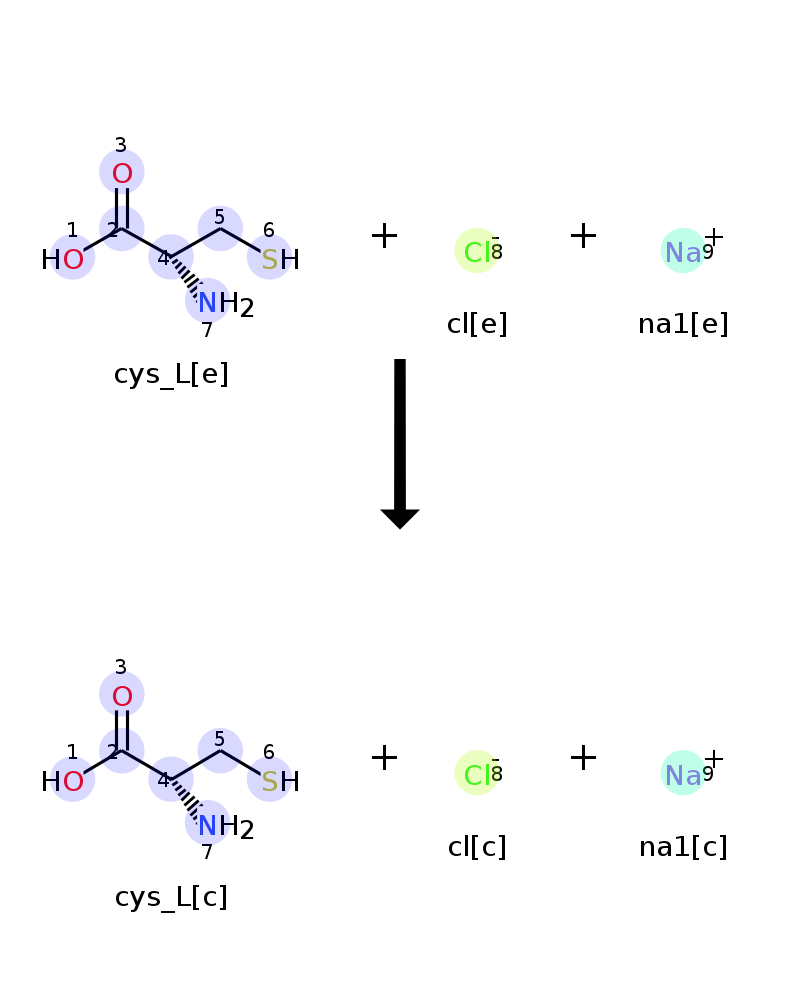 3
O
1 2 5 6
HO 4 SH + Cl⁻ 8 + Na⁺ 9
NH2
7
cys_L[e] cl[e] na1[e]
3
O
1 2 5 6
HO 4 SH + Cl⁻ 8 + Na⁺ 9
NH2
7
cys_L[c] cl[c] na1[c]